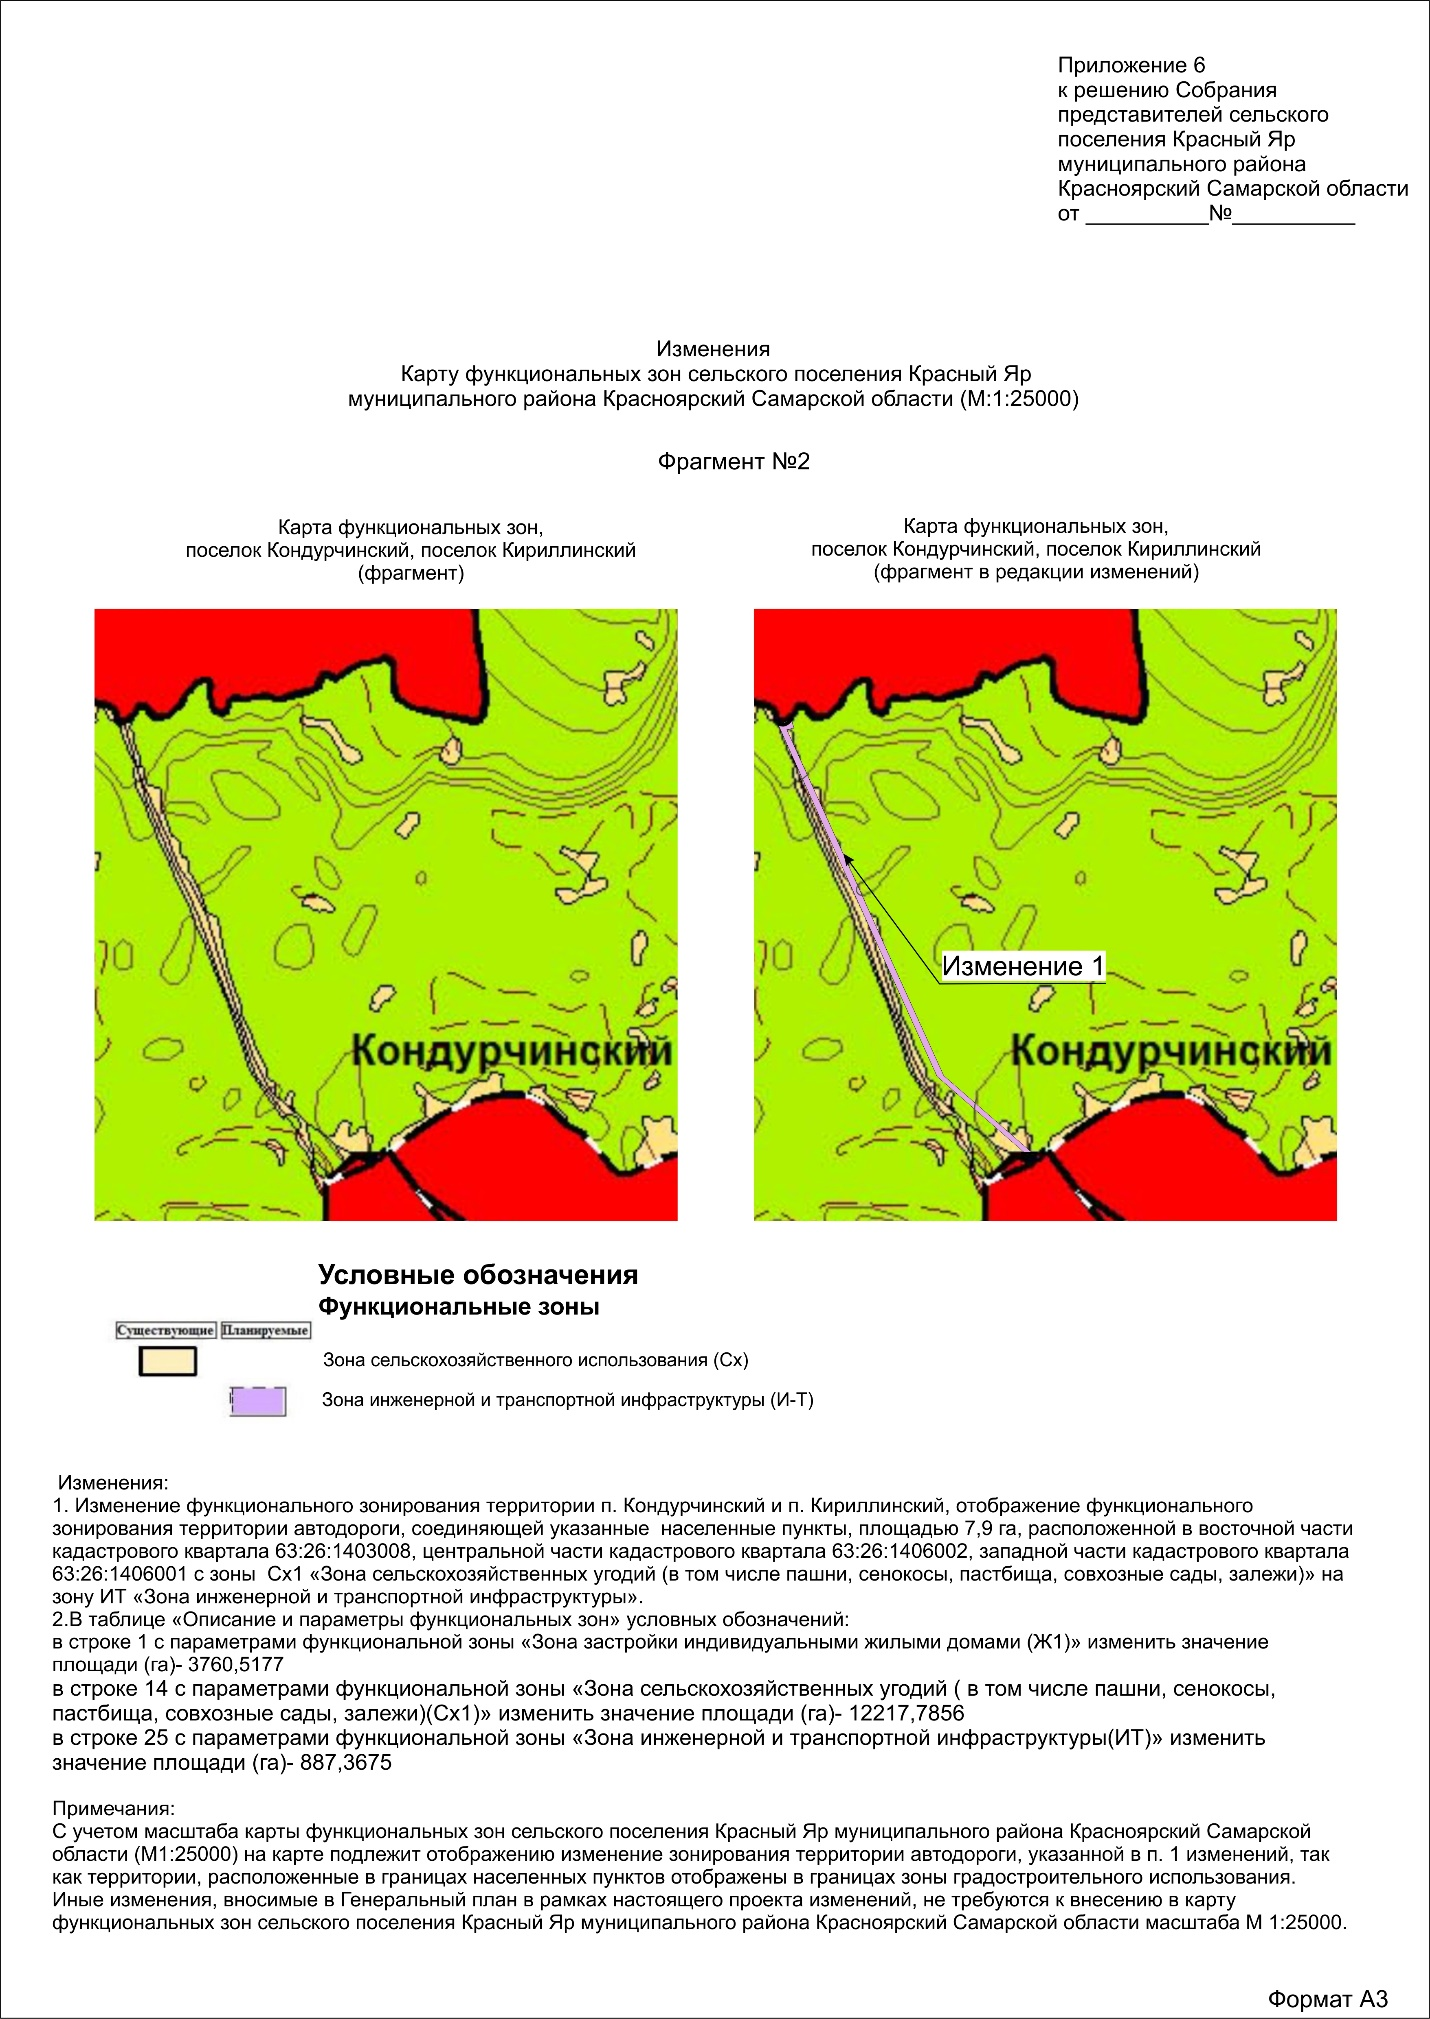 Приложение 6
к решению Собрания
представителей сельского
поселения Красный Яр
муниципального района
Красноярский Самарской области
от __________№__________
Изменения
Карту функциональных зон сельского поселения Красный Яр
муниципального района Красноярский Самарской области (М:1:25000)
Фрагмент №2
Карта функциональных зон,
поселок Кондурчинский, поселок Кириллинский
(фрагмент)
Карта функциональных зон,
поселок Кондурчинский, поселок Кириллинский
(фрагмент в редакции изменений)
Кондурчинский
Изменение 1
Кондурчинский
Условные обозначения
Функциональные зоны
Существующие Планируемые
Зона сельскохозяйственного использования (Сх)
Зона инженерной и транспортной инфраструктуры (И-Т)
Изменения:
1. Изменение функционального зонирования территории п. Кондурчинский и п. Кириллинский, отображение функционального
зонирования территории автодороги, соединяющей указанные населенные пункты, площадью 7,9 га, расположенной в восточной части
кадастрового квартала 63:26:1403008, центральной части кадастрового квартала 63:26:1406002, западной части кадастрового квартала
63:26:1406001 с зоны Сх1 «Зона сельскохозяйственных угодий (в том числе пашни, сенокосы, пастбища, совхозные сады, залежи)» на
зону ИТ «Зона инженерной и транспортной инфраструктуры».
2.В таблице «Описание и параметры функциональных зон» условных обозначений:
в строке 1 с параметрами функциональной зоны «Зона застройки индивидуальными жилыми домами (Ж1)» изменить значение
площади (га)- 3760,5177
в строке 14 с параметрами функциональной зоны «Зона сельскохозяйственных угодий ( в том числе пашни, сенокосы,
пастбища, совхозные сады, залежи)(Сх1)» изменить значение площади (га)- 12217,7856
в строке 25 с параметрами функциональной зоны «Зона инженерной и транспортной инфраструктуры(ИТ)» изменить
значение площади (га)- 887,3675
Примечания:
С учетом масштаба карты функциональных зон сельского поселения Красный Яр муниципального района Красноярский Самарской
области (М1:25000) на карте подлежит отображению изменение зонирования территории автодороги, указанной в п. 1 изменений, так
как территории, расположенные в границах населенных пунктов отображены в границах зоны градостроительного использования.
Иные изменения, вносимые в Генеральный план в рамках настоящего проекта изменений, не требуются к внесению в карту
функциональных зон сельского поселения Красный Яр муниципального района Красноярский Самарской области масштаба М 1:25000.
Формат А3